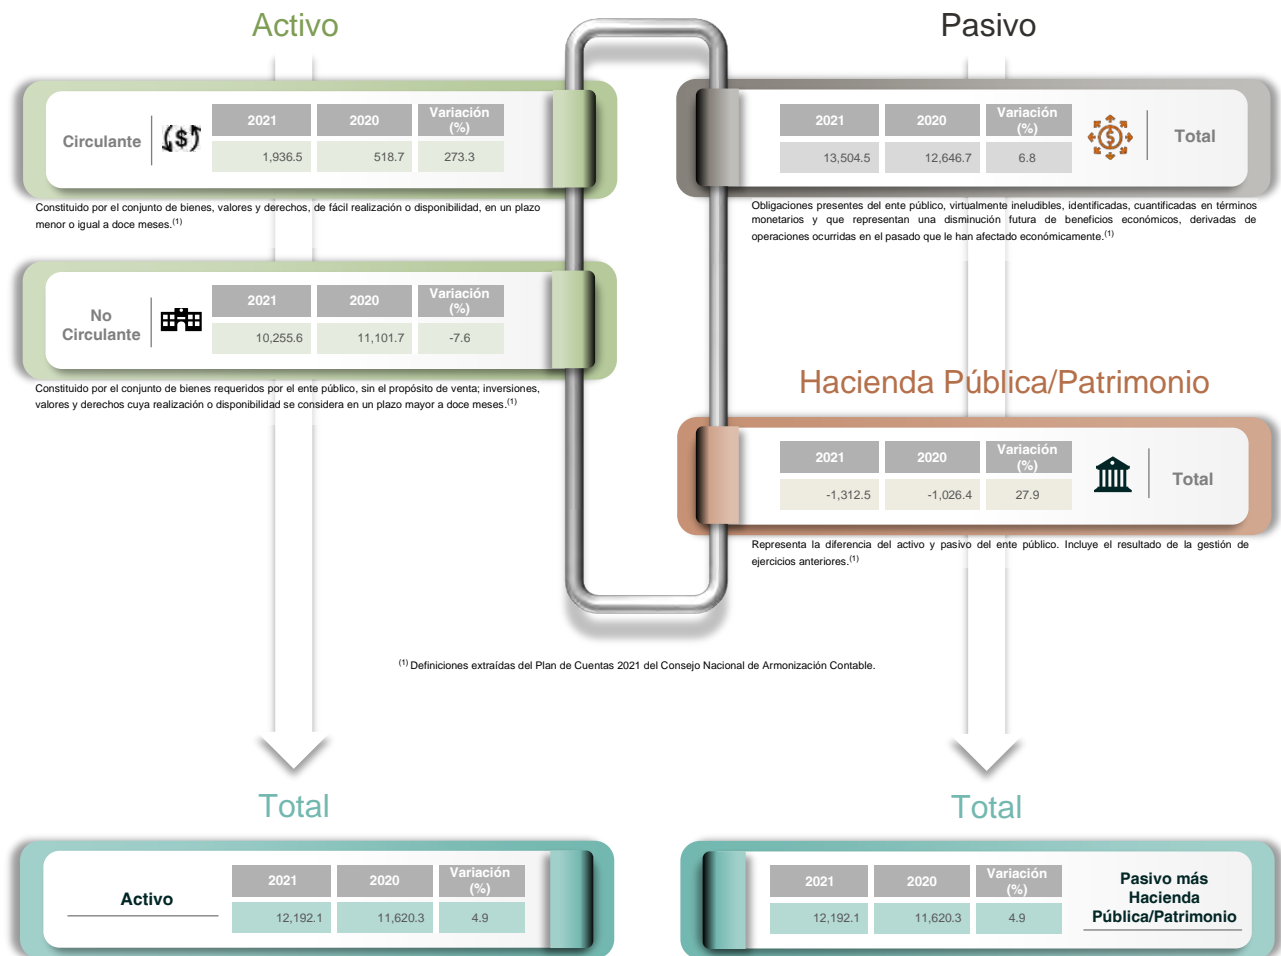 Activo
Circulante
2021 2020 Variación
(%)
1,936.5 518.7 273.3
Constituido por el conjunto de bienes, valores y derechos, de fácil realización o disponibilidad, en un plazo
menor o igual a doce meses.(1)
No
Circulante
2021 2020 Variación
(%)
10,255.6 11,101.7 -7.6
Constituido por el conjunto de bienes requeridos por el ente público, sin el propósito de venta; inversiones,
valores y derechos cuya realización o disponibilidad se considera en un plazo mayor a doce meses.(1)
Pasivo
2021 2020 Variación
(%)
13,504.5 12,646.7 6.8
Total
Obligaciones presentes del ente público, virtualmente ineludibles, identificadas, cuantificadas en términos
monetarios y que representan una disminución futura de beneficios económicos, derivadas de
operaciones ocurridas en el pasado que le han afectado económicamente.(1)
Hacienda Pública/Patrimonio
2021 2020 Variación
(%)
-1,312.5 -1,026.4 27.9
Total
Representa la diferencia del activo y pasivo del ente público. Incluye el resultado de la gestión de
ejercicios anteriores.(1)
(1) Definiciones extraídas del Plan de Cuentas 2021 del Consejo Nacional de Armonización Contable.
Total
Activo
2021 2020 Variación
(%)
12,192.1 11,620.3 4.9
Total
2021 2020 Variación
(%)
12,192.1 11,620.3 4.9
Pasivo más
Hacienda
Pública/Patrimonio